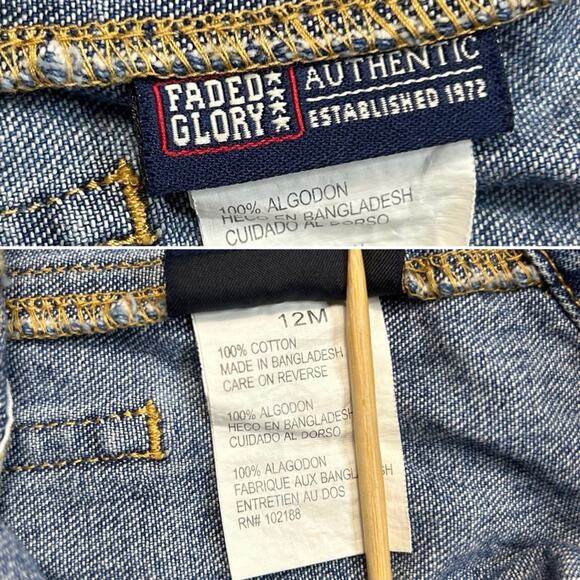 FADED
GLORY
AUTHENTIC
ESTABLISHED 1972
100% ALGODON
HECO EN BANGLADESH
CUIDADO AL DORSO
12M
100% COTTON
MADE IN BANGLADESH
CARE ON REVERSE
100% ALGODON
HECO EN BANGLADESH
CUIDADO AL DORSO
100% ALAGODON
FABRIQUE AUX BANGLADESH
ENTRETIEN AU DOS
RN# 102188